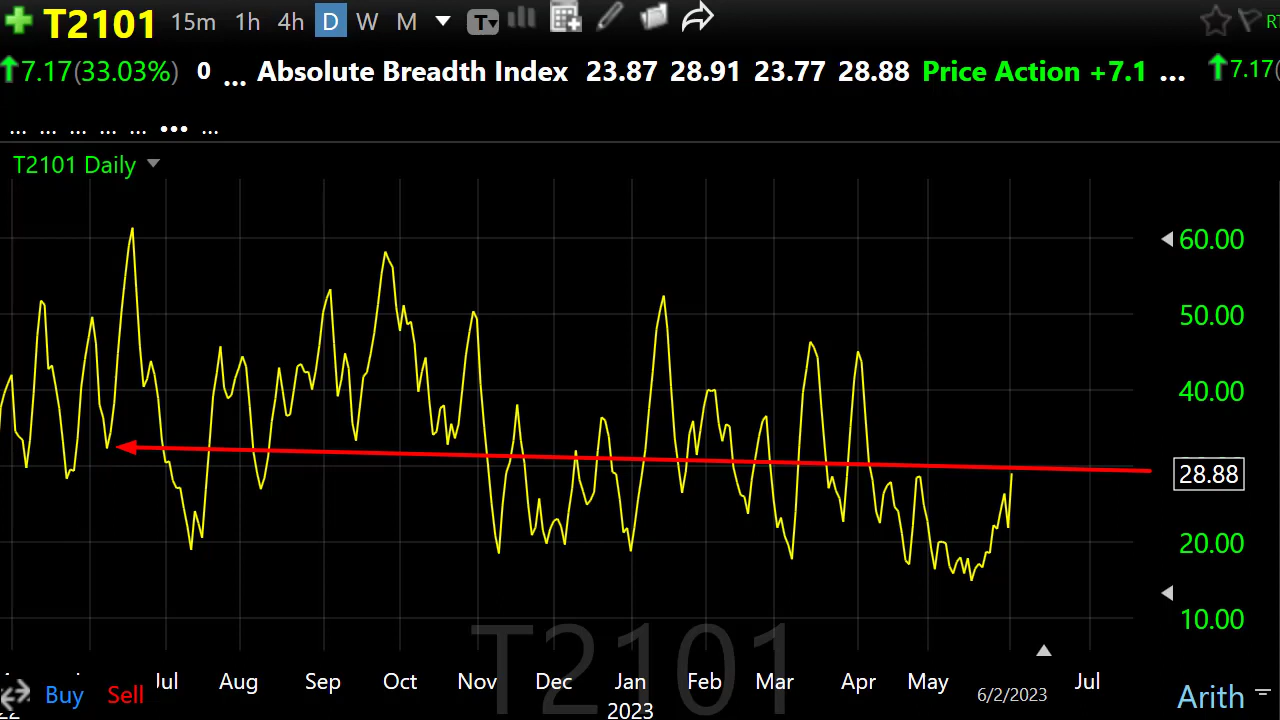 T2101 15m 1h 4h D W M T
7.17(33.03%) 0 ... Absolute Breadth Index 23.87 28.91 23.77 28.88 Price Action +7.1 ... 7.17(
... ... ... ... ... ... ...
T2101 Daily
60.00
50.00
40.00
28.88
20.00
10.00
T2101
Jul Aug Sep Oct Nov Dec Jan Feb Mar Apr May 6/2/2023 Jul
Buy Sell
2023
Arith